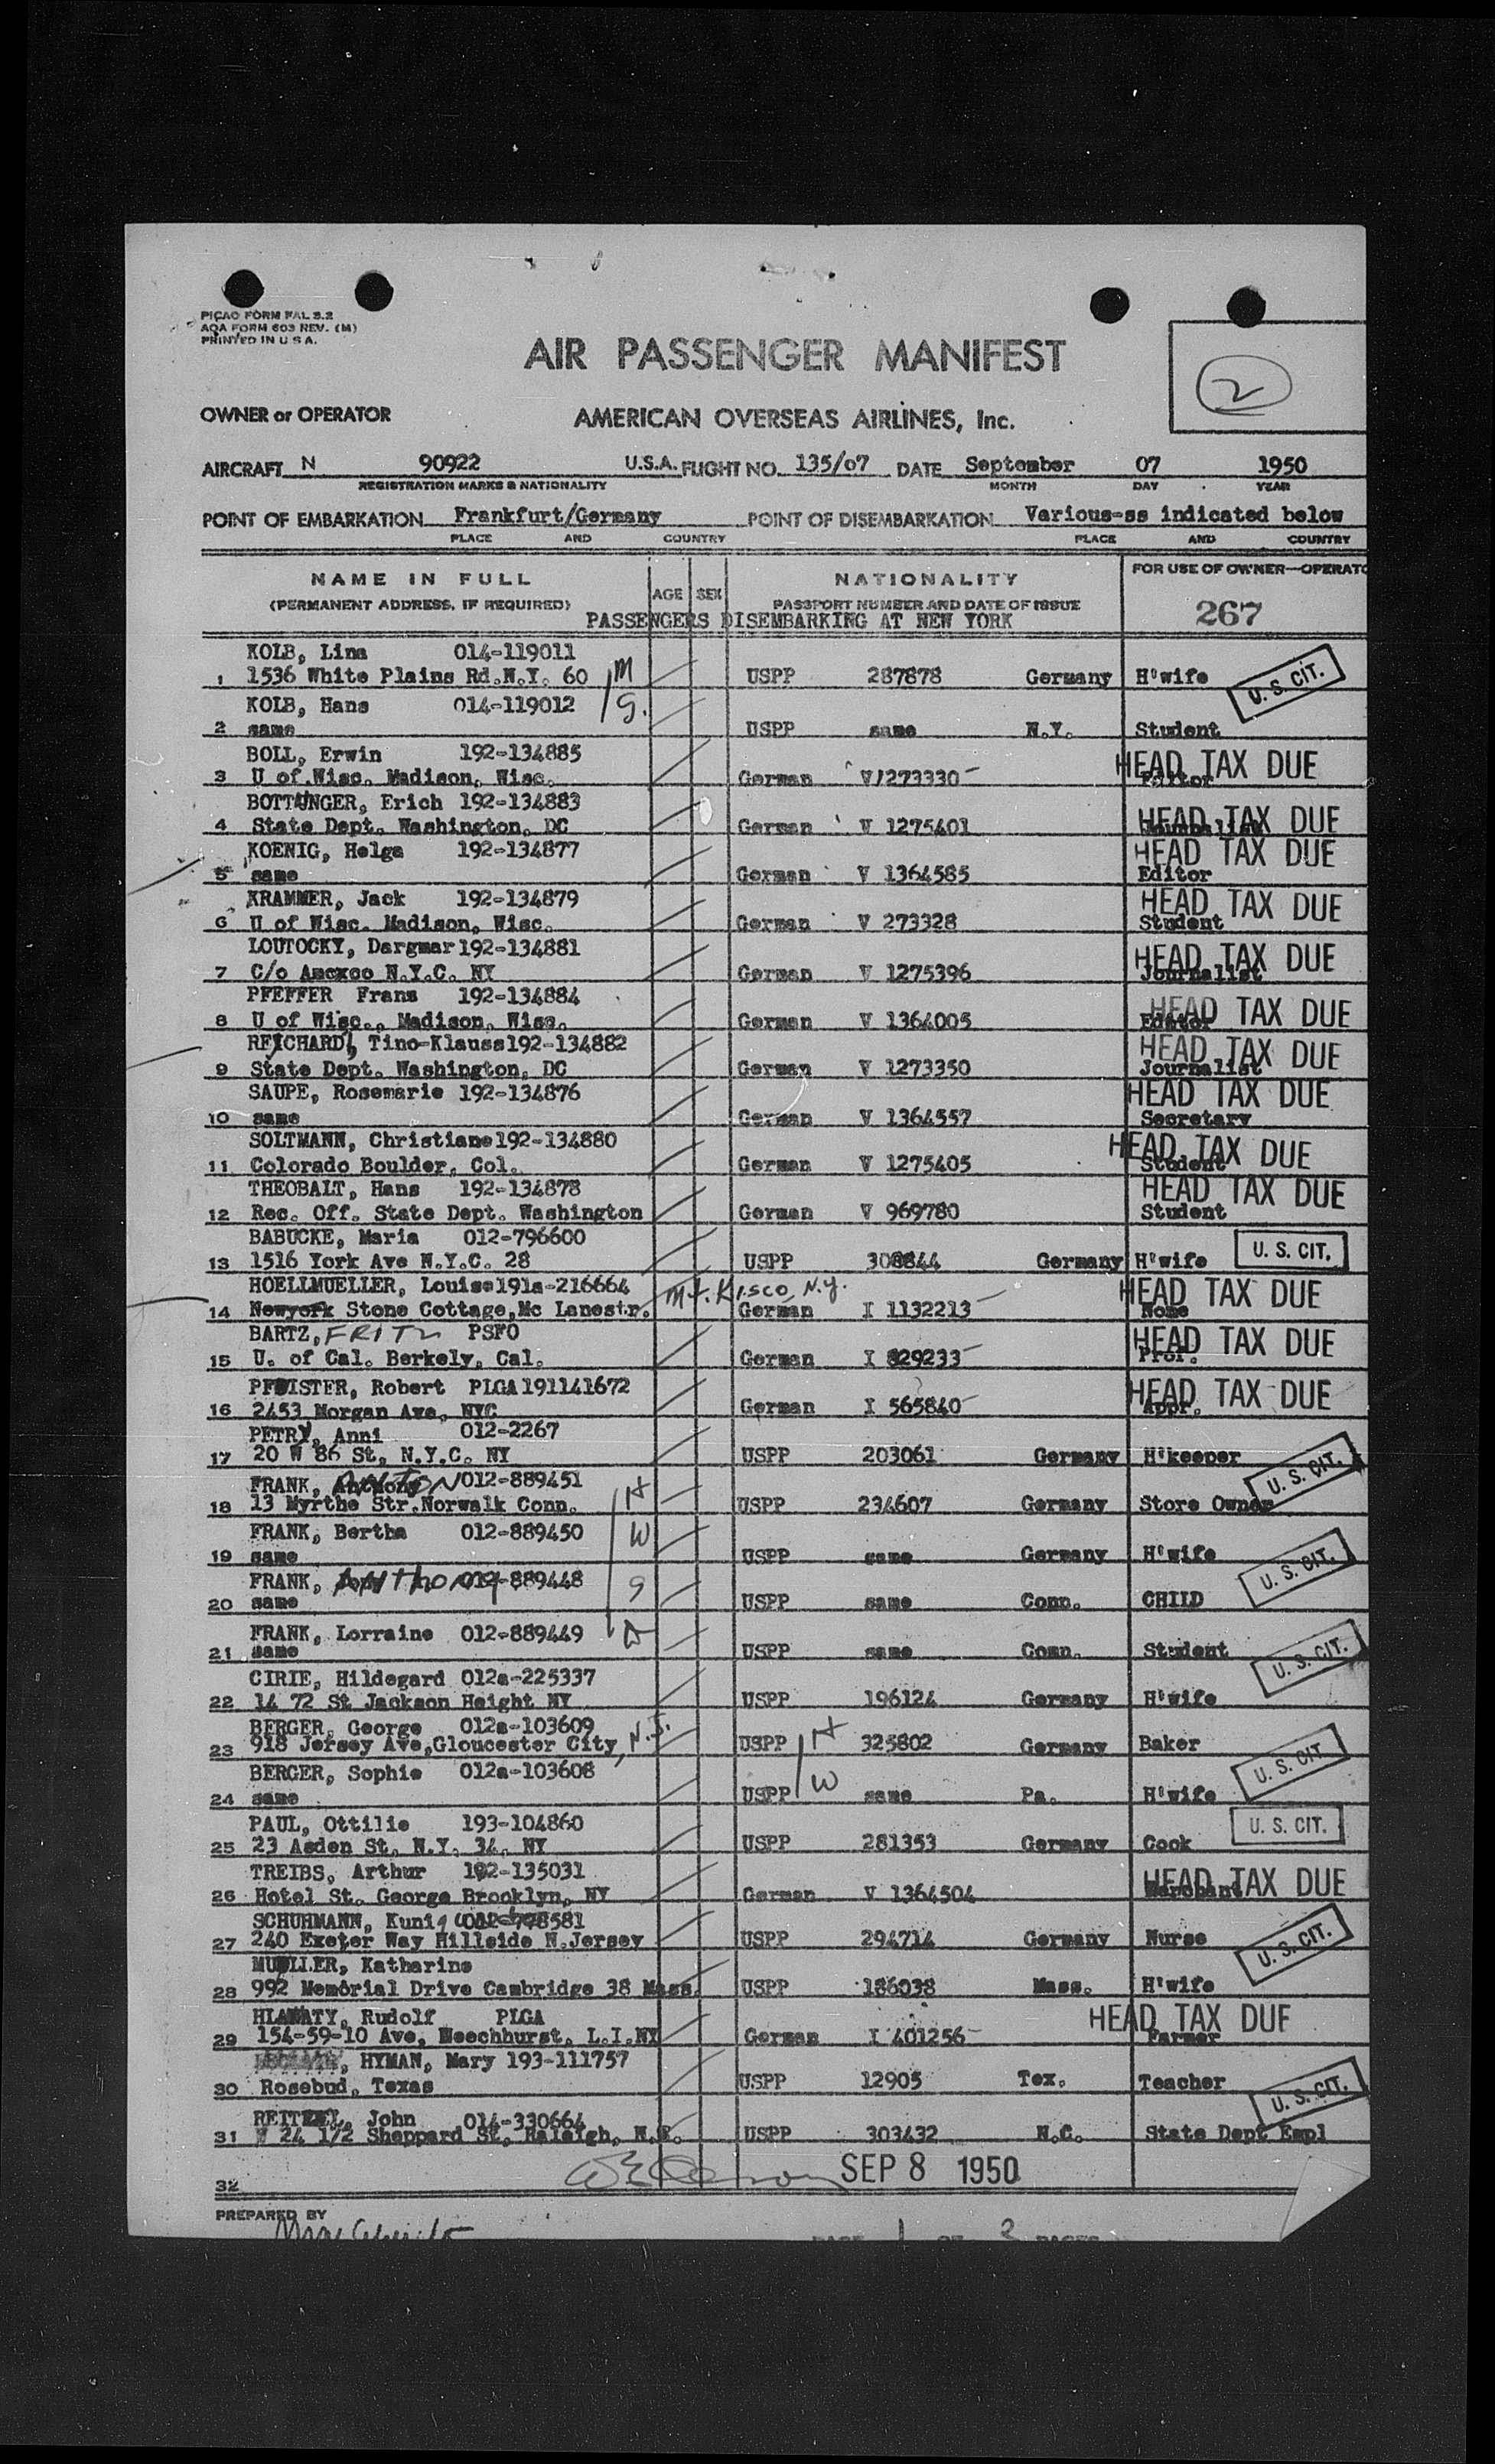 PICAO FORM FAL 3.2
AOA FORM 603 REV. (M)
PRINTED IN U S A.
AIR PASSENGER MANIFEST
2
OWNER or OPERATOR AMERICAN OVERSEAS AIRLINES, Inc.
AIRCRAFT N 90922 U.S.A. FLIGHT NO. 135/07 DATE September 07 1950
REGISTRATION MARKS & NATIONALITY MONTH DAY YEAR
POINT OF EMBARKATION Frankfurt/Germany POINT OF DISEMBARKATION Various-ss indicated below
PLACE AND COUNTRY PLACE AND COUNTRY
NAME IN FULL AGE SEX NATIONALITY FOR USE OF OWNER—OPERATO
(PERMANENT ADDRESS, IF REQUIRED) PASSPORT NUMBER AND DATE OF ISSUE 267
PASSENGERS DISEMBARKING AT NEW YORK
KOLB, Lina 014-119011
1 1536 White Plains Rd.N.Y. 60 M USPP 287878 Germany H'wife U. S. CIT.
KOLB, Hans 014-119012 S.
2 same USPP same N.Y. Student
BOLL, Erwin 192-134885 HEAD TAX DUE
3 U of Wisc. Madison, Wisc. German V/273330 Editor
BOTTUNGER, Erich 192-134883 HEAD TAX DUE
4 State Dept. Washington, DC German V 1275401 Journalist
KOENIG, Helga 192-134877 HEAD TAX DUE
5 same German V 1364585 Editor
KRAMMER, Jack 192-134879 HEAD TAX DUE
6 U of Wisc. Madison, Wisc. German V 273328 Student
LOUTOCKY, Dargmar 192-134881 HEAD TAX DUE
7 C/o Amexco N.Y.C. NY German V 1275396 Journalist
PFEFFER Frans 192-134884 HEAD TAX DUE
8 U of Wisc., Madison, Wisc. German V 1364005 Editor
REICHARD, Tino-Klauss 192-134882 HEAD TAX DUE
9 State Dept. Washington, DC German V 1273350 Journalist
SAUPE, Rosemarie 192-134876 HEAD TAX DUE
10 same German V 1364557 Secretary
SOLTMANN, Christiane 192-134880 HEAD TAX DUE
11 Colorado Boulder, Col. German V 1275405 Student
THEOBALT, Hans 192-134878 HEAD TAX DUE
12 Rec. Off. State Dept. Washington German V 969780 Student
BABUCKE, Maria 012-796600
13 1516 York Ave N.Y.C. 28 USPP 308844 Germany H'wife U. S. CIT.
HOELLMUELLER, Louise 191a-216664 Mt. Kisco, N.Y. HEAD TAX DUE
14 Newyork Stone Cottage, Mc Lanestr. German I 1132213 None
BARTZ, FRITZ PSFO HEAD TAX DUE
15 U. of Cal. Berkely, Cal. German I 829233 Prof.
PFISTER, Robert PLGA 191141672 HEAD TAX DUE
16 2453 Morgan Ave, NYC German I 565840 Appr.
PETRY, Anni 012-2267
17 20 W 86 St, N.Y.C. NY USPP 203061 Germany H'keeper U. S. CIT.
FRANK, ANTON 012-889451 H
18 13 Myrthe Str. Norwalk Conn. USPP 234607 Germany Store Owner
FRANK, Bertha 012-889450 W
19 same USPP same Germany H'wife U. S. CIT.
FRANK, Anthony 012-889448 S
20 same USPP same Conn. CHILD
FRANK, Lorraine 012-889449 D
21 same USPP same Conn. Student U. S. CIT.
CIRIE, Hildegard 012a-225337
22 14 72 St Jackson Height NY USPP 196124 Germany H'wife
BERGER, George 012a-103609
23 918 Jersey Ave, Gloucester City, N.J. USPP H 325802 Germany Baker U. S. CIT
BERGER, Sophie 012a-103608
24 same USPP W same Pa. H'wife
PAUL, Ottilie 193-104860
25 23 Asden St, N.Y. 34, NY USPP 281353 Germany Cook U. S. CIT.
TREIBS, Arthur 192-135031 HEAD TAX DUE
26 Hotel St. George Brooklyn, NY German V 1364504 Merchant
SCHUHMANN,
27 240 Exeter Way Hillside N.Jersey USPP 294714 Germany Nurse U. S. CIT.
MUELLER, Katharine
28 992 Memorial Drive Cambridge 38 Mass. USPP 186038 Mass. H'wife
Rudolf PLGA HEAD TAX DUE
29 154-59-10 Ave, Beechhurst, L.I.NY German I 401256 Farmer
HYMAN, Mary 193-111757
30 Rosebud, Texas USPP 12905 Tex. Teacher U. S. CIT.
REITZEL, John 014-330664
31 W 24 1/2 Sheppard St, Raleigh, USPP 303432 N.C. State Dept Empl
32 SEP 8 1950
PREPARED BY
PAGE 1 OF 3 PAGES